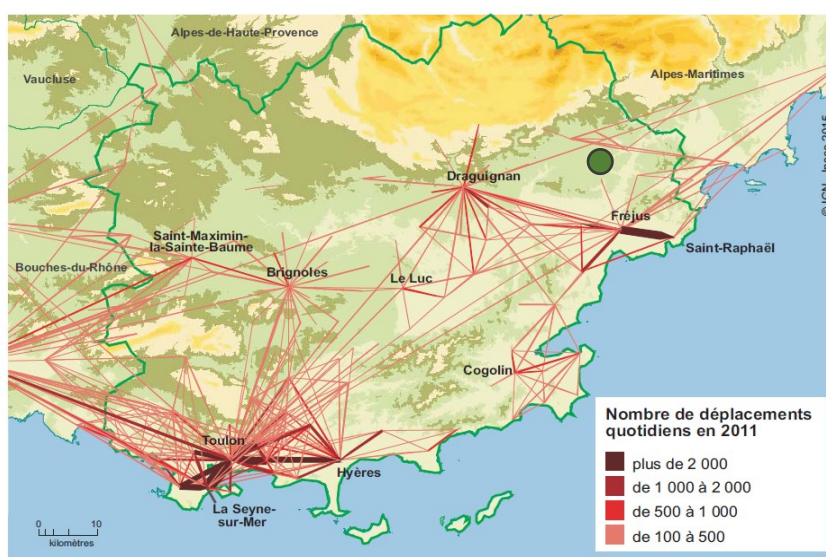 Alpes-de-Haute-Provence
Vaucluse
Alpes-Maritimes
© IGN - Insee 2015
Draguignan
Fréjus
Saint-Maximin-
la-Sainte-Baume
Saint-Raphaël
Bouches-du-Rhône
Brignoles
Le Luc
Cogolin
Toulon
Hyères
La Seyne-
sur-Mer
0 10
kilomètres
Nombre de déplacements
quotidiens en 2011
plus de 2 000
de 1 000 à 2 000
de 500 à 1 000
de 100 à 500